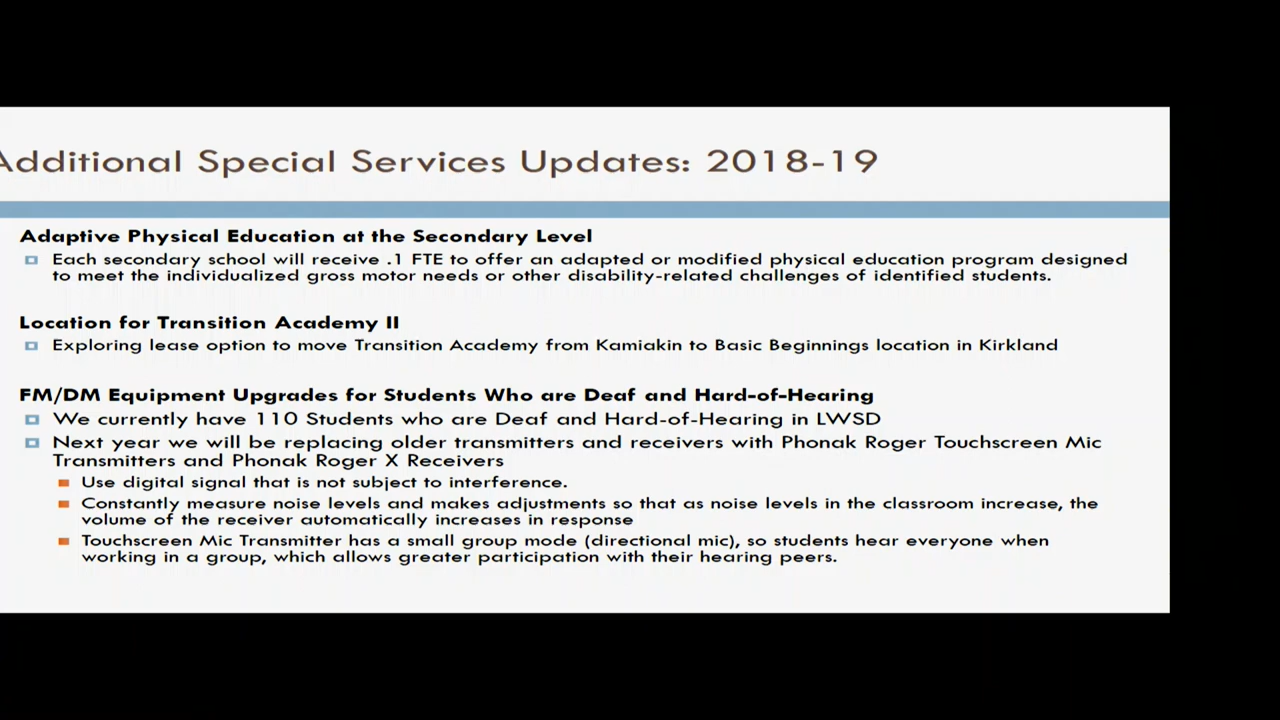 Additional Special Services Updates: 2018-19
Adaptive Physical Education at the Secondary Level
Each secondary school will receive .1 FTE to offer an adapted or modified physical education program designed
to meet the individualized gross motor needs or other disability-related challenges of identified students.
Location for Transition Academy II
Exploring lease option to move Transition Academy from Kamiakin to Basic Beginnings location in Kirkland
FM/DM Equipment Upgrades for Students Who are Deaf and Hard-of-Hearing
We currently have 110 Students who are Deaf and Hard-of-Hearing in LWSD
Next year we will be replacing older transmitters and receivers with Phonak Roger Touchscreen Mic
Transmitters and Phonak Roger X Receivers
Use digital signal that is not subject to interference.
Constantly measure noise levels and makes adjustments so that as noise levels in the classroom increase, the
volume of the receiver automatically increases in response
Touchscreen Mic Transmitter has a small group mode (directional mic), so students hear everyone when
working in a group, which allows greater participation with their hearing peers.